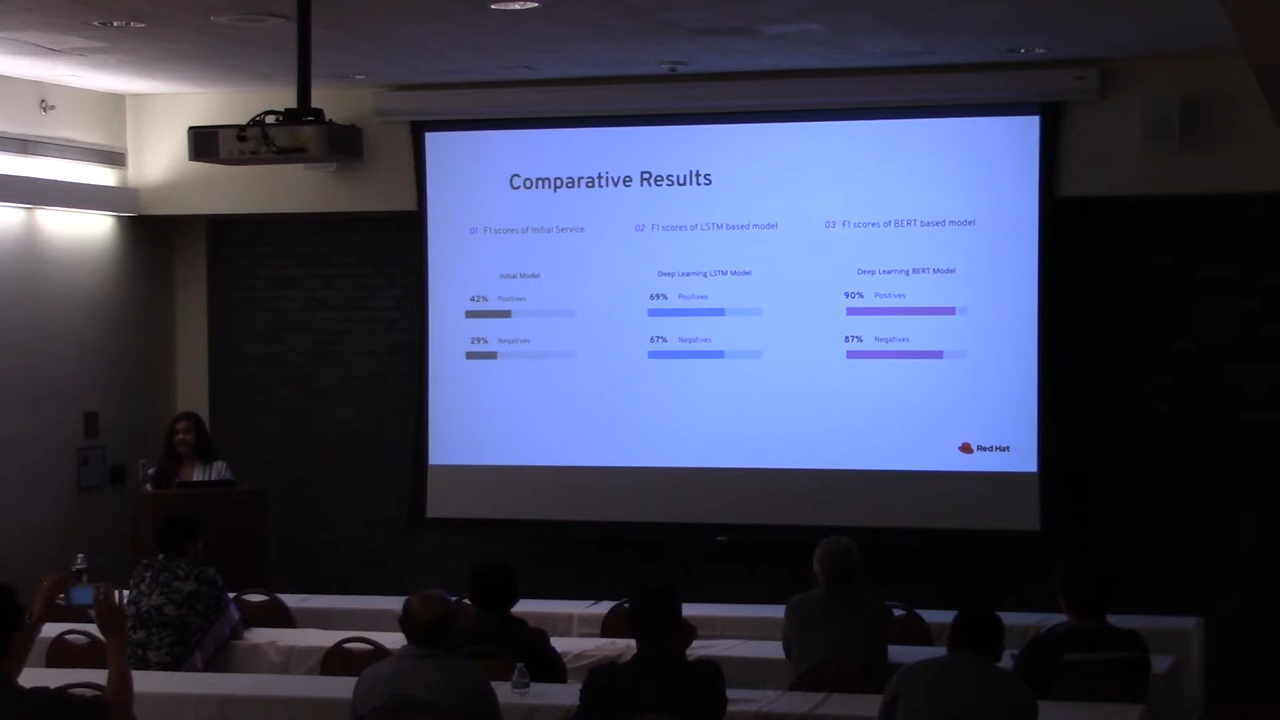 Comparative Results
01 F1 scores of Initial Service
02 F1 scores of LSTM based model
03 F1 scores of BERT based model
Initial Model
Deep Learning LSTM Model
Deep Learning BERT Model
42% Positives
69% Positives
90% Positives
29% Negatives
67% Negatives
87% Negatives
Red Hat